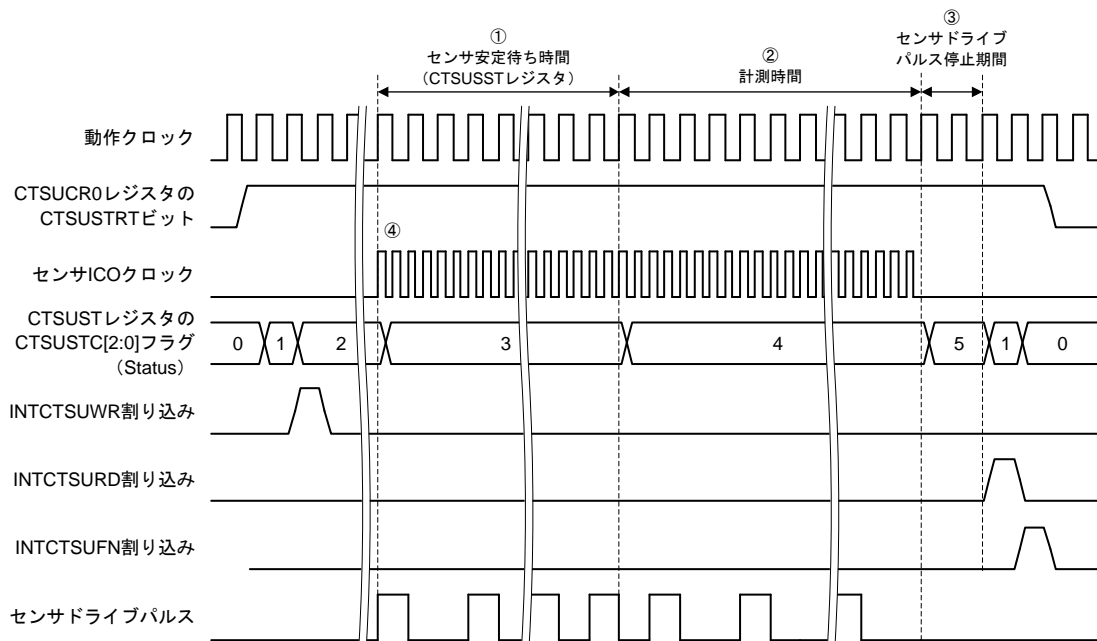 ①
センサ安定待ち時間
（CTSUSSTレジスタ）
②
計測時間
③
センサドライブ
パルス停止期間
動作クロック
CTSUCR0レジスタの
CTSUSTRTビット
④
センサICOクロック
CTSUSTレジスタの
CTSUSTC[2:0]フラグ
（Status）
0 1 2 3 4 5 1 0
INTCTSUWR割り込み
INTCTSURD割り込み
INTCTSUFN割り込み
センサドライブパルス